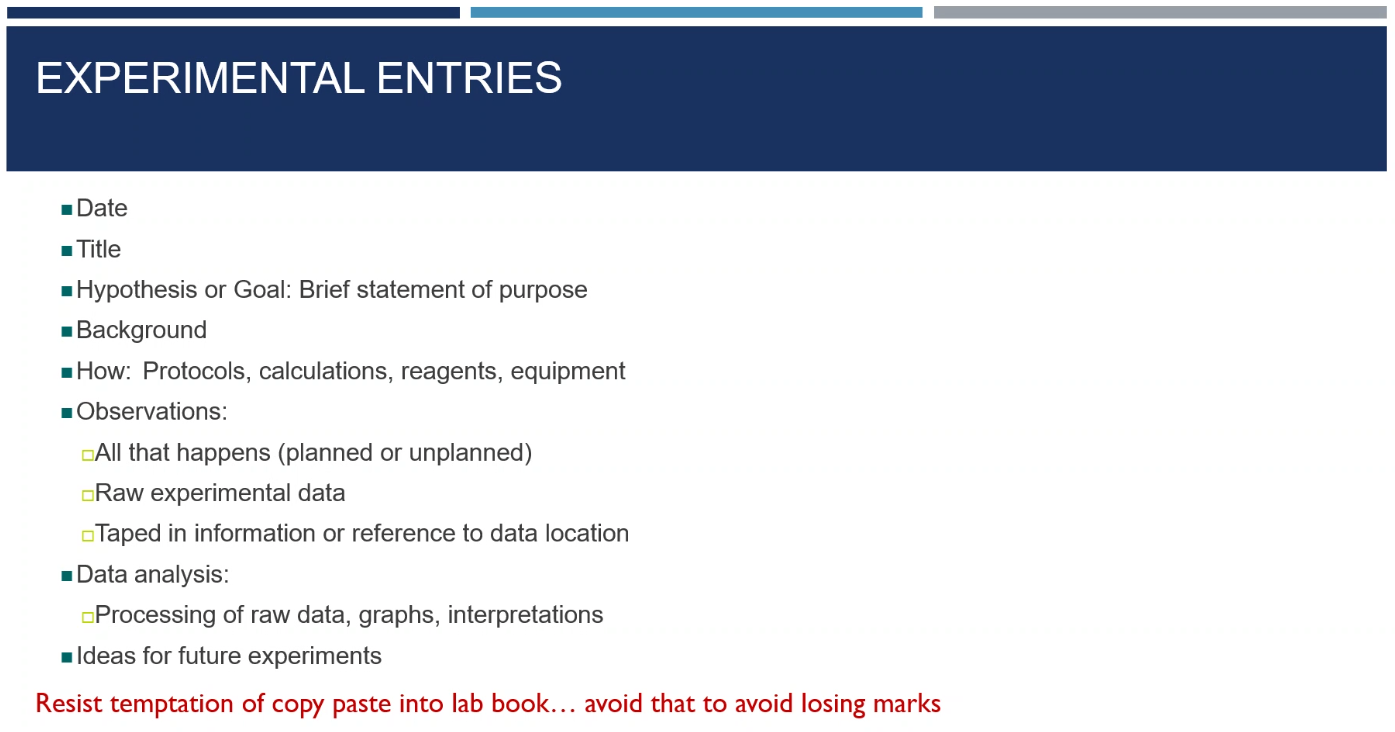 EXPERIMENTAL ENTRIES
Date
Title
Hypothesis or Goal: Brief statement of purpose
Background
How: Protocols, calculations, reagents, equipment
Observations:
All that happens (planned or unplanned)
Raw experimental data
Taped in information or reference to data location
Data analysis:
Processing of raw data, graphs, interpretations
Ideas for future experiments
Resist temptation of copy paste into lab book... avoid that to avoid losing marks